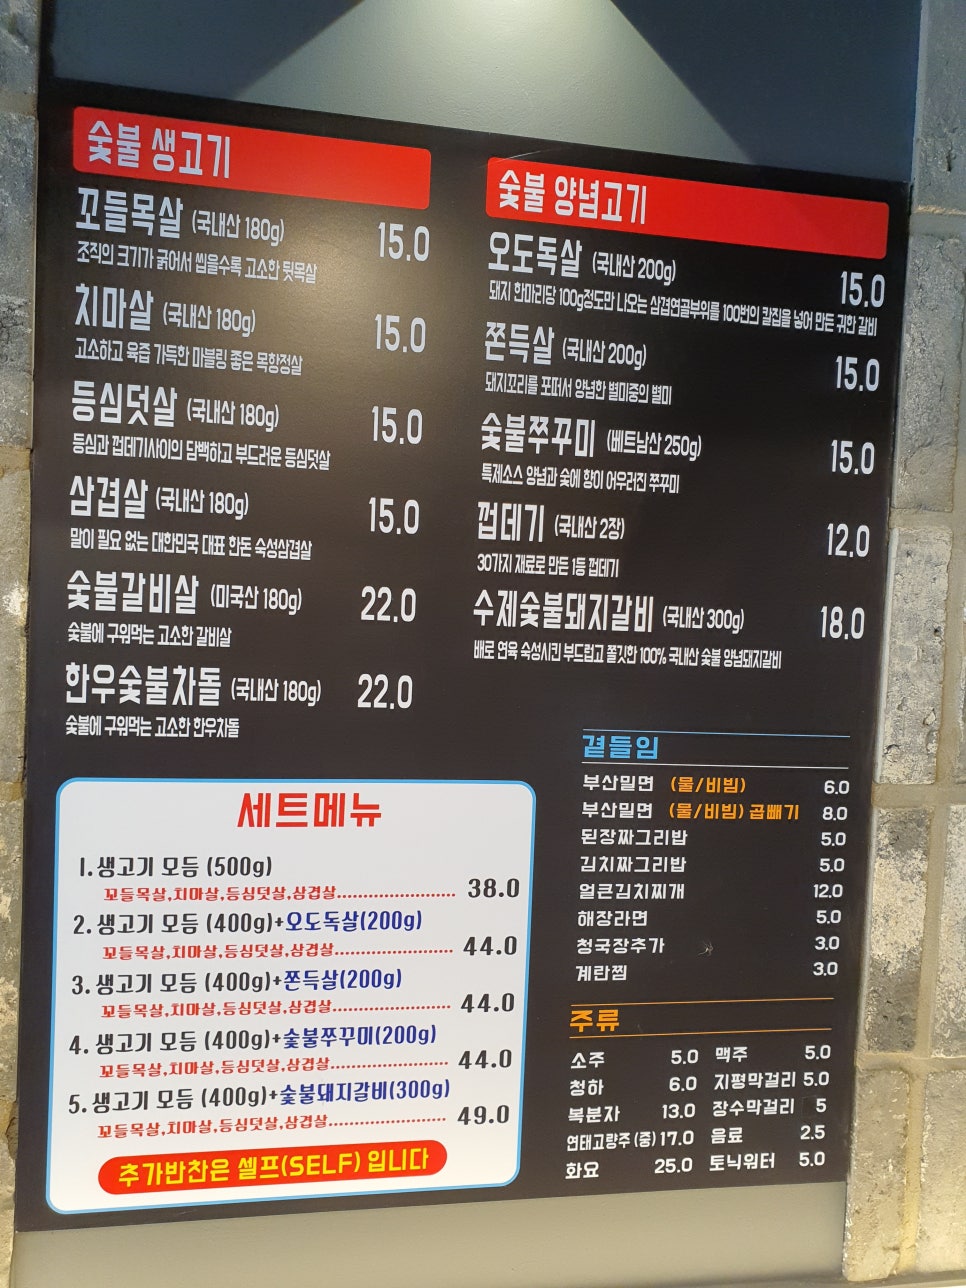 숯불 생고기
꼬들목살 (국내산 180g) 15.0
조직의 크기가 굵어서 씹을수록 고소한 뒷목살
치마살 (국내산 180g) 15.0
고소하고 육즙 가득한 마블링 좋은 목항정살
등심덧살 (국내산 180g) 15.0
등심과 껍데기사이의 담백하고 부드러운 등심덧살
삼겹살 (국내산 180g) 15.0
말이 필요 없는 대한민국 대표 한돈 숙성삼겹살
숯불갈비살 (미국산 180g) 22.0
숯불에 구워먹는 고소한 갈비살
한우숯불차돌 (국내산 180g) 22.0
숯불에 구워먹는 고소한 한우차돌
숯불 양념고기
오도독살 (국내산 200g) 15.0
돼지 한마리당 100g정도만 나오는 삼겹연골부위를 100번의 칼집을 넣어 만든 귀한 갈비
쫀득살 (국내산 200g) 15.0
돼지꼬리를 포떠서 양념한 별미중의 별미
숯불쭈꾸미 (베트남산 250g) 15.0
특제소스 양념과 숯에 향이 어우러진 쭈꾸미
껍데기 (국내산 2장) 12.0
30가지 재료로 만든 1등 껍데기
수제숯불돼지갈비 (국내산 300g) 18.0
배로 연육 숙성시킨 부드럽고 쫄깃한 100% 국내산 숯불 양념돼지갈비
세트메뉴
1. 생고기 모듬 (500g)
꼬들목살,치마살,등심덧살,삼겹살 38.0
2. 생고기 모듬 (400g)+오도독살(200g)
꼬들목살,치마살,등심덧살,삼겹살 44.0
3. 생고기 모듬 (400g)+쫀득살(200g)
꼬들목살,치마살,등심덧살,삼겹살 44.0
4. 생고기 모듬 (400g)+숯불쭈꾸미(200g)
꼬들목살,치마살,등심덧살,삼겹살 44.0
5. 생고기 모듬 (400g)+숯불돼지갈비(300g)
꼬들목살,치마살,등심덧살,삼겹살 49.0
추가반찬은 셀프(SELF) 입니다
곁들임
부산밀면 (물/비빔) 6.0
부산밀면 (물/비빔) 곱빼기 8.0
된장짜그리밥 5.0
김치짜그리밥 5.0
얼큰김치찌개 12.0
해장라면 5.0
청국장추가 3.0
계란찜 3.0
주류
소주 5.0 맥주 5.0
청하 6.0 지평막걸리 5.0
복분자 13.0 장수막걸리 5
연태고량주 (중) 17.0 음료 2.5
화요 25.0 토닉워터 5.0